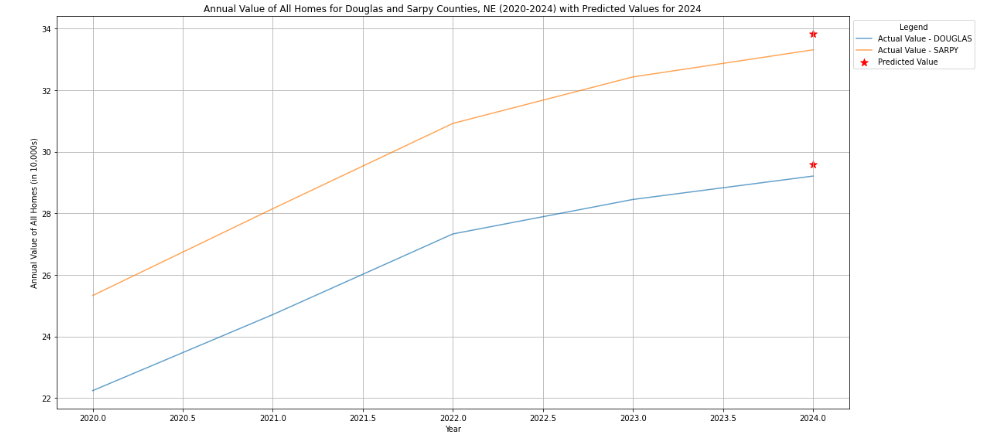 Annual Value of All Homes for Douglas and Sarpy Counties, NE (2020-2024) with Predicted Values for 2024
Legend
Actual Value - DOUGLAS
Actual Value - SARPY
Predicted Value
Annual Value of All Homes (in 10,000s)
34
32
30
28
26
24
22
2020.0 2020.5 2021.0 2021.5 2022.0 2022.5 2023.0 2023.5 2024.0
Year